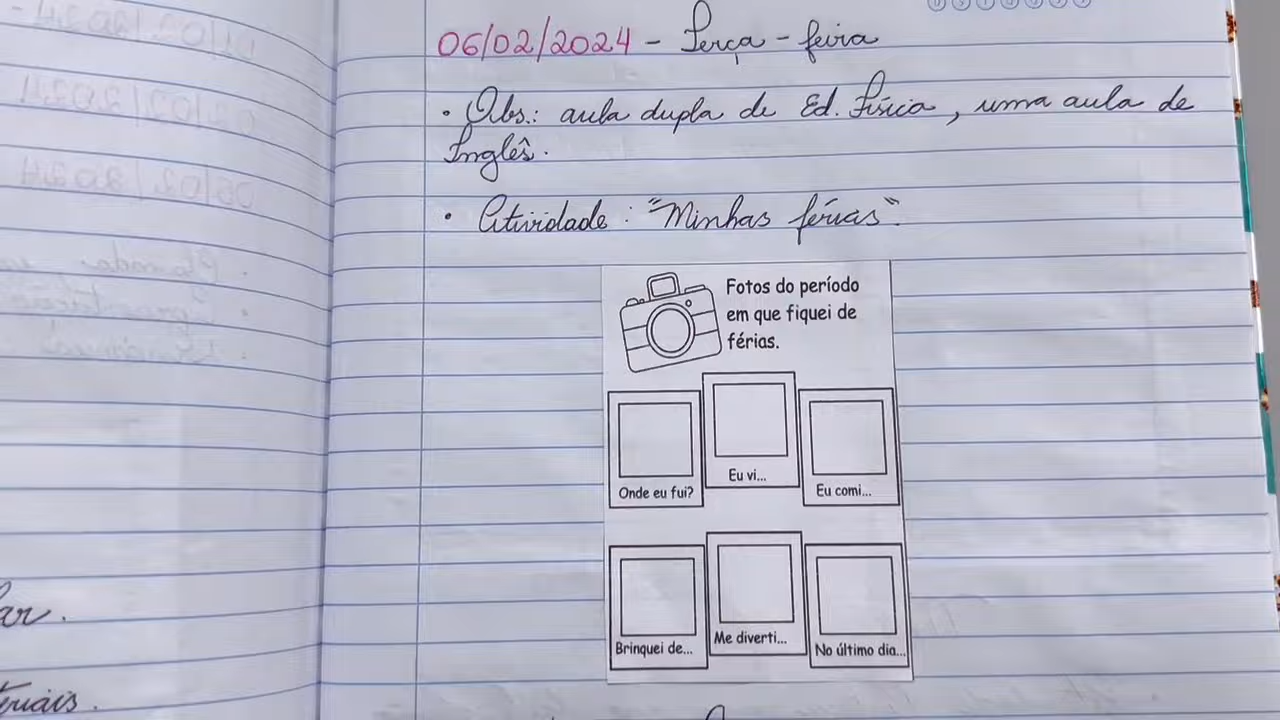 06/02/2024 - Terça - feira
• Obs.: aula dupla de Ed. Física, uma aula de
Inglês.
• Atividade: "Minhas férias".
Fotos do período
em que fiquei de
férias.
Onde eu fui?
Eu vi...
Eu comi...
Brinquei de...
Me diverti...
No último dia...
ar.
eriais.